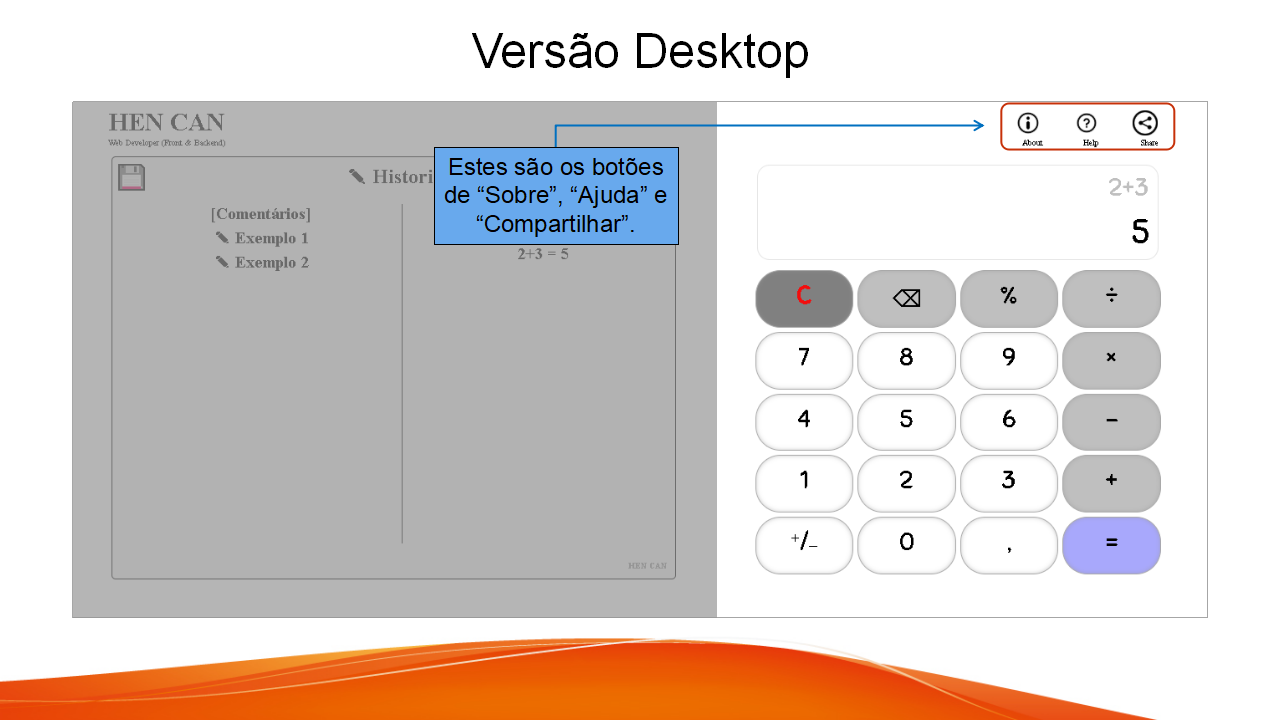 Versão Desktop
HEN CAN
Web Developer (Front & Backend)
About Help Share
Histori
Estes são os botões
de “Sobre”, “Ajuda” e
“Compartilhar”.
[Comentários]
Exemplo 1
Exemplo 2
2+3 = 5
HEN CAN
2+3
5
C ⌫ % ÷
7 8 9 ×
4 5 6 −
1 2 3 +
+/− 0 , =